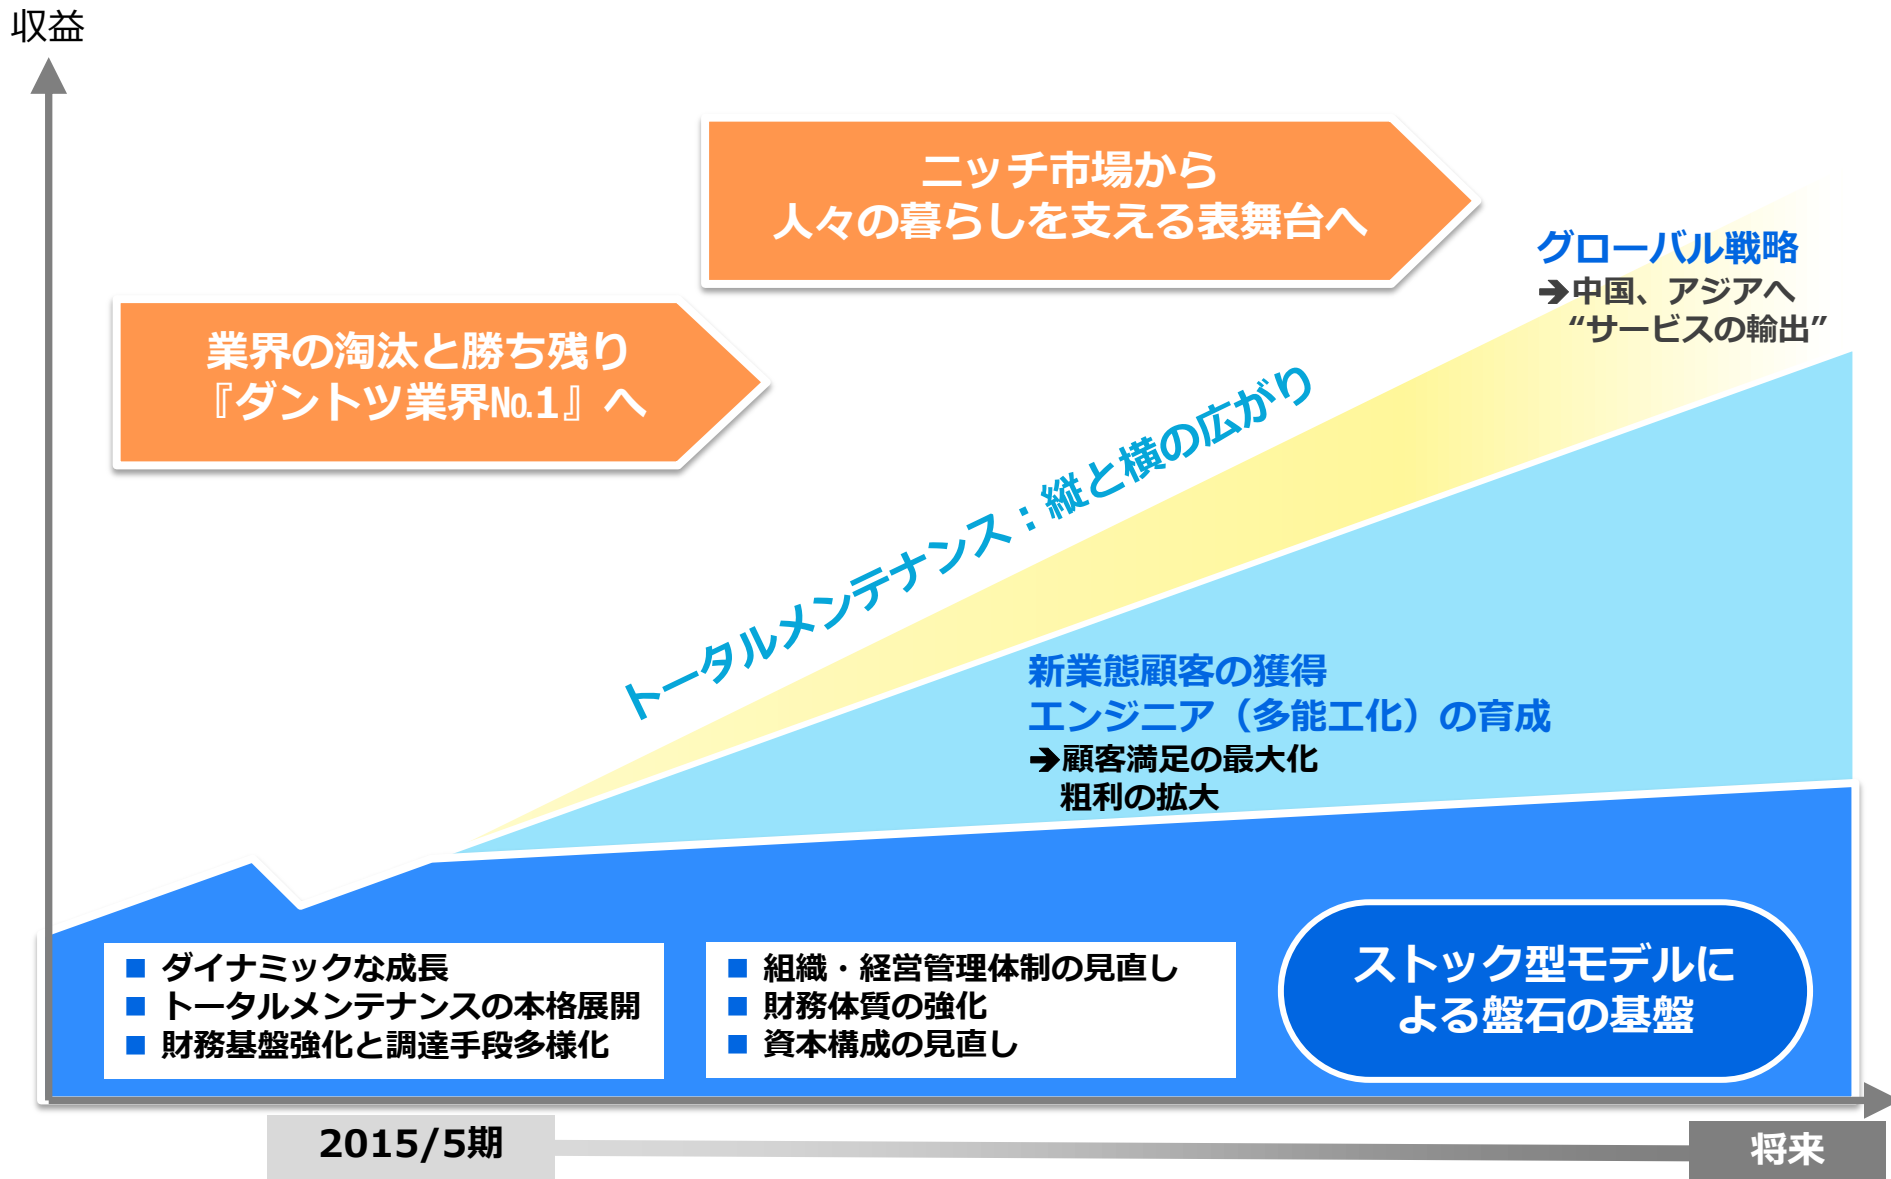 収益
ニッチ市場から
人々の暮らしを支える表舞台へ
業界の淘汰と勝ち残り
『ダントツ業界№1』へ
グローバル戦略
➔中国、アジアへ
“サービスの輸出”
トータルメンテナンス：縦と横の広がり
新業態顧客の獲得
エンジニア（多能工化）の育成
➔顧客満足の最大化
粗利の拡大
■ ダイナミックな成長
■ トータルメンテナンスの本格展開
■ 財務基盤強化と調達手段多様化
■ 組織・経営管理体制の見直し
■ 財務体質の強化
■ 資本構成の見直し
ストック型モデルに
よる盤石の基盤
2015/5期
将来